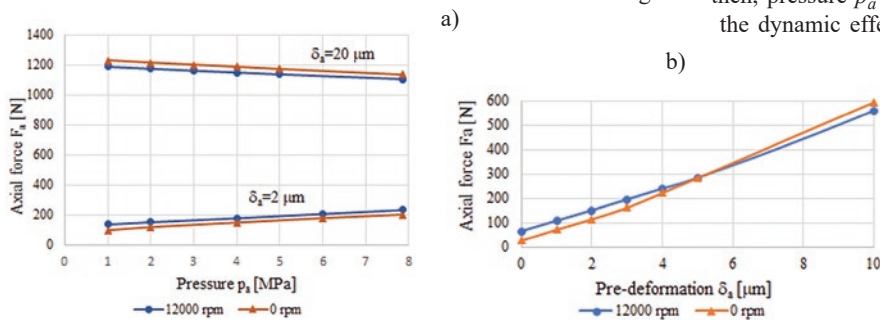 then, pressure pa
a)
the dynamic effe
b)
1400
1200
1000
800
600
400
200
0
Axial force Fa [N]
δa=20 μm
δa=2 μm
0 1 2 3 4 5 6 7 8
Pressure pa [MPa]
12000 rpm 0 rpm
600
500
400
300
200
100
0
Axial force Fa [N]
0 2 4 6 8 10
Pre-deformation δa [μm]
12000 rpm 0 rpm